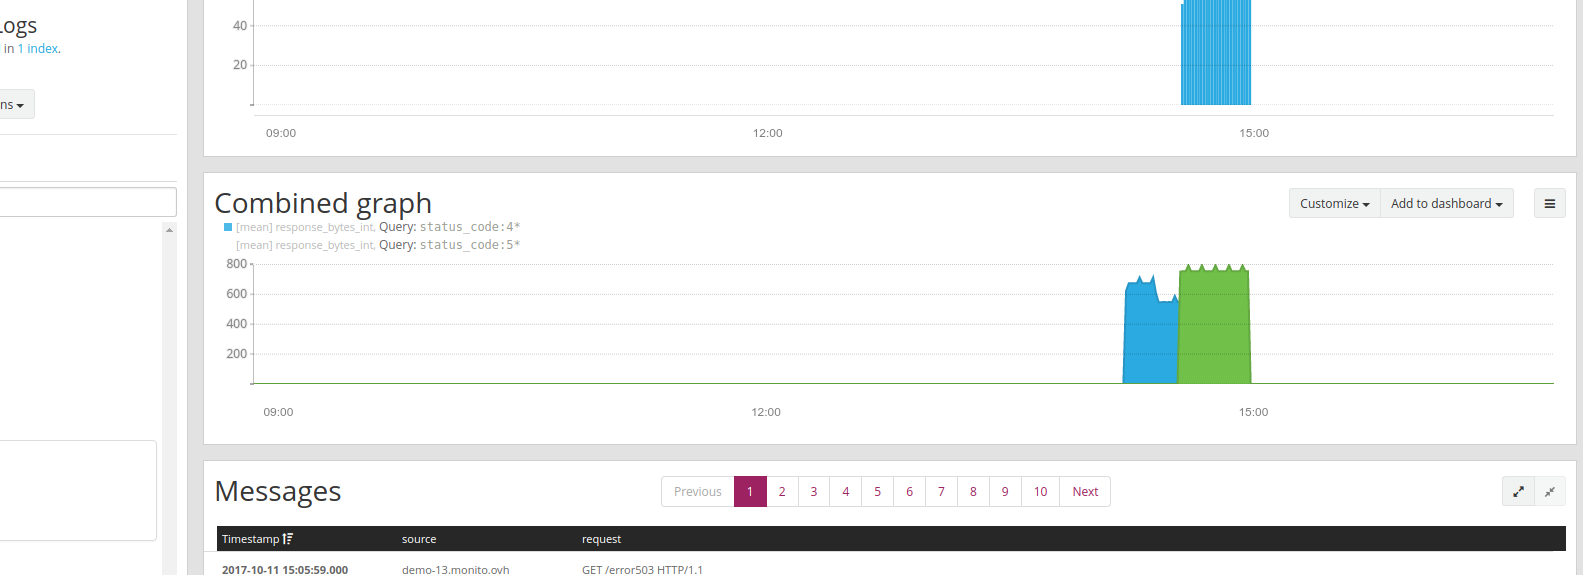 Logs
in 1 index.
ns
40
20
09:00 12:00 15:00
Combined graph
Customize Add to dashboard
[mean] response_bytes_int, Query: status_code:4*
[mean] response_bytes_int, Query: status_code:5*
800
600
400
200
09:00 12:00 15:00
Messages
Previous 1 2 3 4 5 6 7 8 9 10 Next
Timestamp source request
2017-10-11 15:05:59.000 demo-13.monito.ovh GET /error503 HTTP/1.1